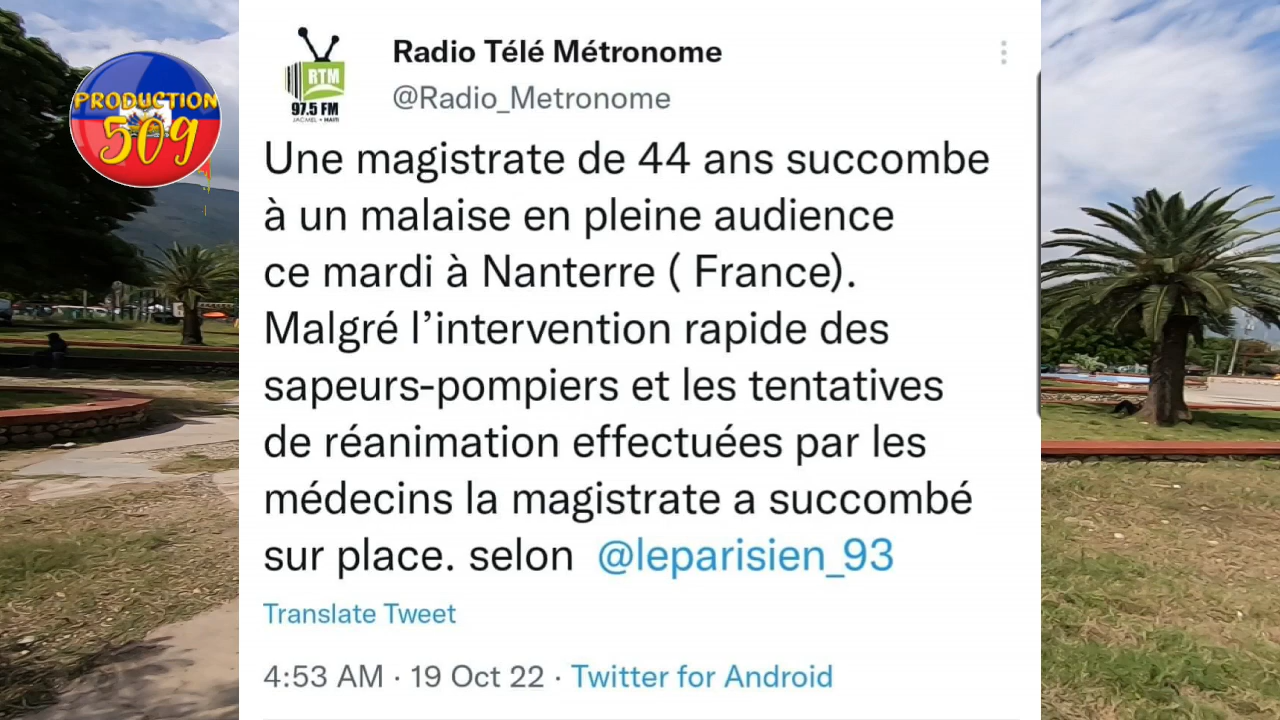 PRODUCTION
509
RTM
97.5 FM
JACMEL • HAITI
Radio Télé Métronome
@Radio_Metronome
Une magistrate de 44 ans succombe
à un malaise en pleine audience
ce mardi à Nanterre ( France).
Malgré l’intervention rapide des
sapeurs-pompiers et les tentatives
de réanimation effectuées par les
médecins la magistrate a succombé
sur place. selon @leparisien_93
Translate Tweet
4:53 AM · 19 Oct 22 · Twitter for Android